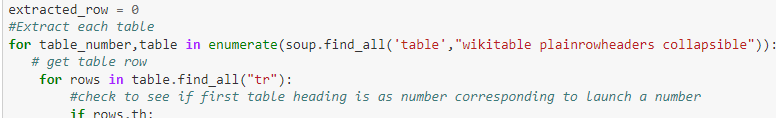 extracted_row = 0
#Extract each table
for table_number,table in enumerate(soup.find_all('table',"wikitable plainrowheaders collapsible")):
# get table row
for rows in table.find_all("tr"):
#check to see if first table heading is as number corresponding to launch a number
if rows.th: